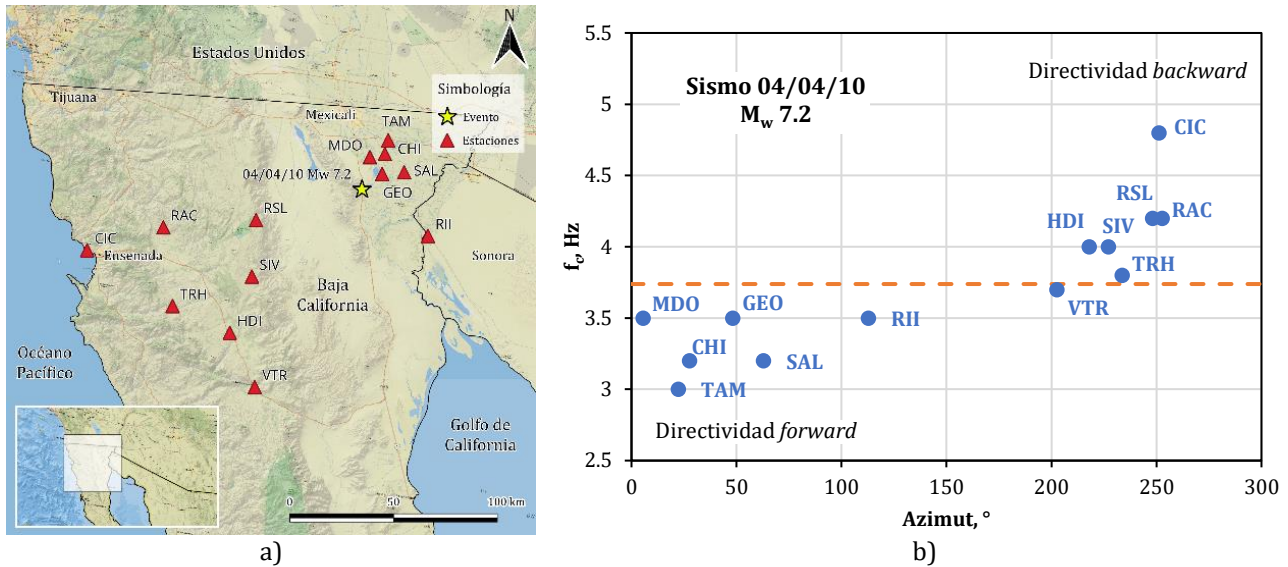 N
Estados Unidos
Simbología
Evento
Estaciones
Tijuana
Mexicali
TAM
MDO
CHI
04/04/10 Mw 7.2
SAL
GEO
RAC
RSL
RII
CIC
Ensenada
Sonora
SIV
Baja
California
TRH
HDI
Océano
Pacífico
VTR
Golfo de
California
0 50 100 km
a)
5.5
5
4.5
4
3.5
3
2.5
f_c, Hz
Sismo 04/04/10
M_w 7.2
Directividad backward
CIC
RSL
RAC
HDI
SIV
TRH
VTR
MDO
GEO
RII
CHI
SAL
TAM
Directividad forward
0 50 100 150 200 250 300
Azimut, °
b)